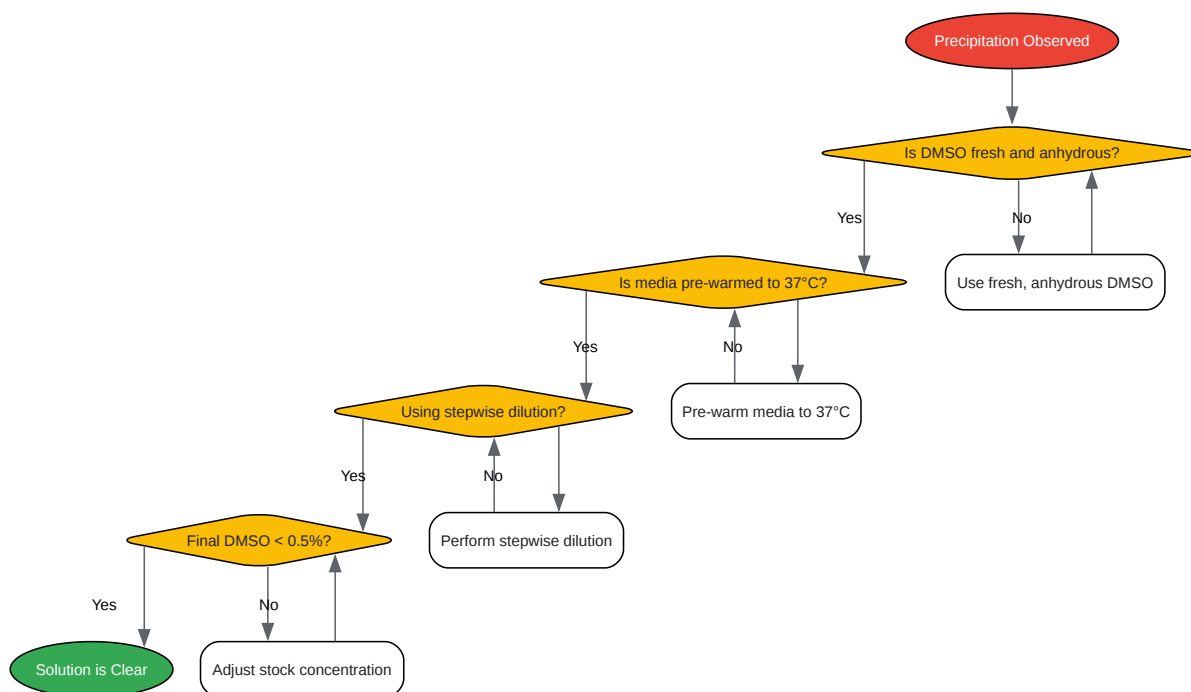 Precipitation Observed
Is DMSO fresh and anhydrous?
Yes
No
Is media pre-warmed to 37°C?
Use fresh, anhydrous DMSO
Yes
No
Using stepwise dilution?
Pre-warm media to 37°C
Yes
No
Final DMSO < 0.5%?
Perform stepwise dilution
Yes
No
Solution is Clear
Adjust stock concentration